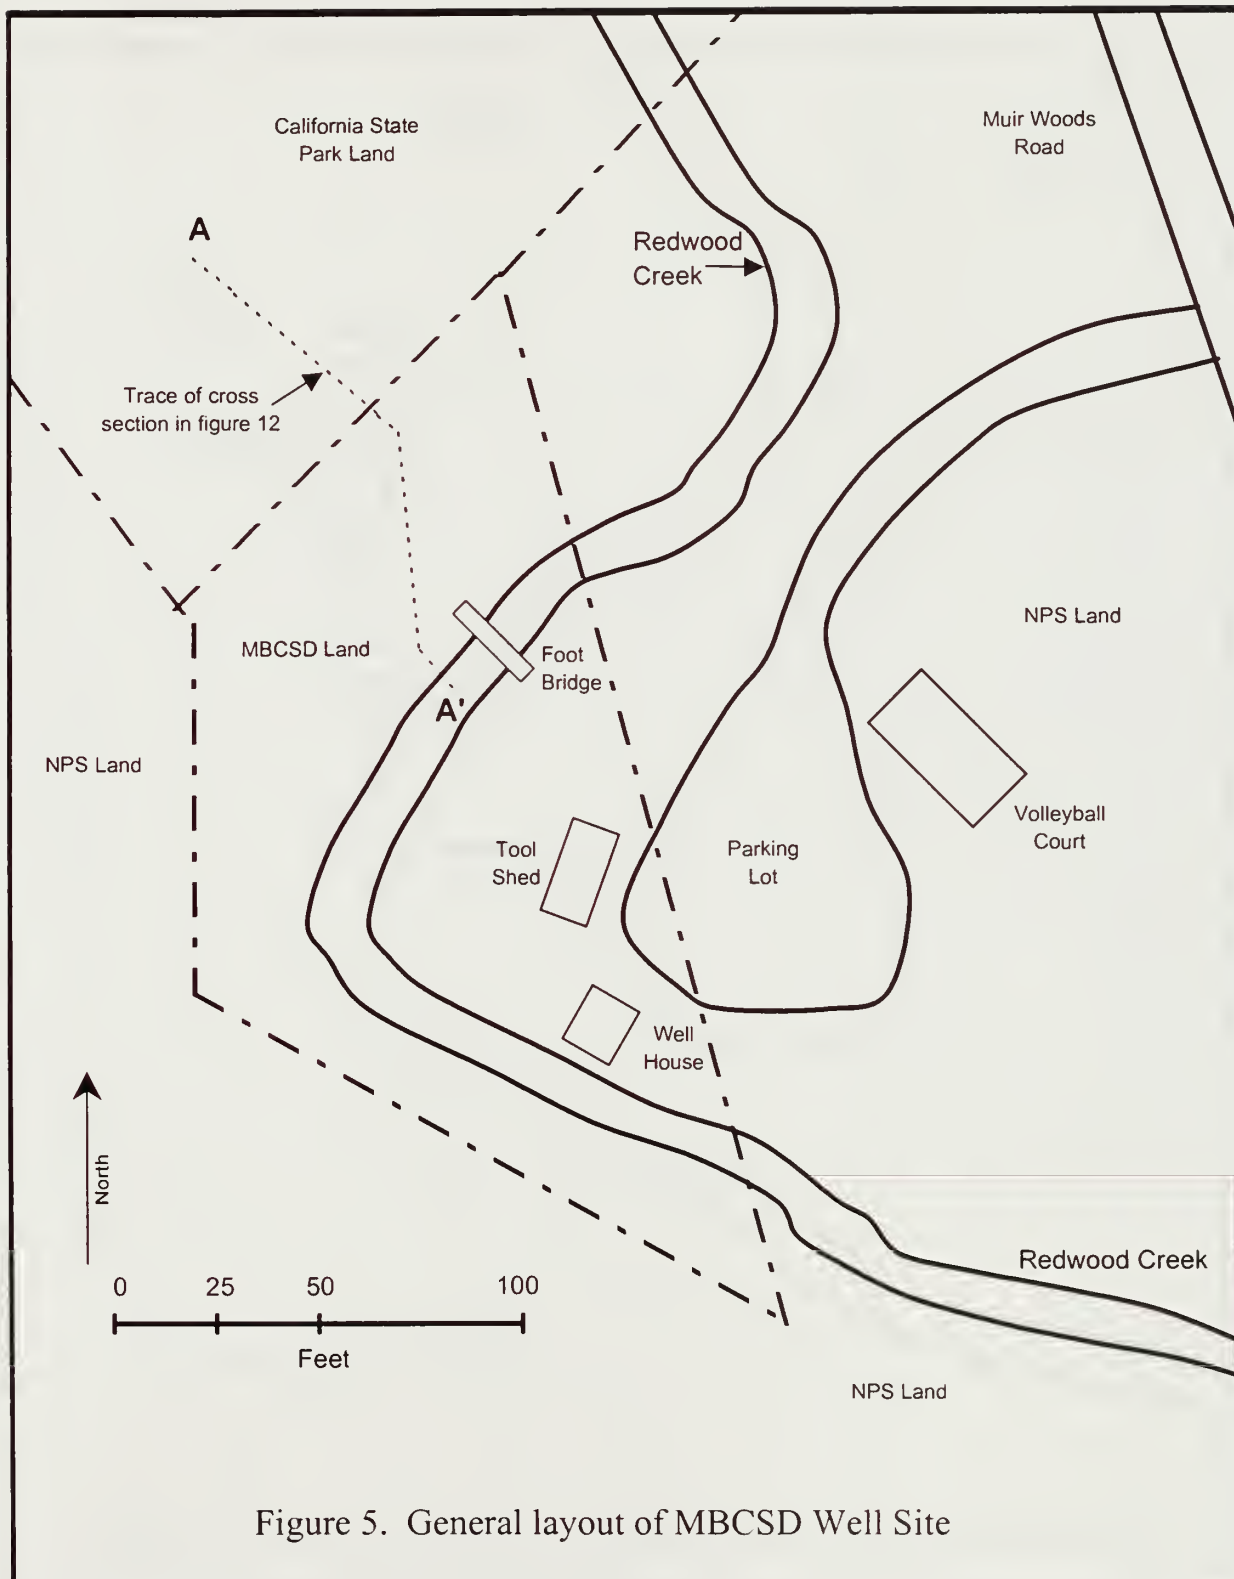 California State
Park Land
Muir Woods
Road
A
Redwood
Creek
Trace of cross
section in figure 12
NPS Land
MBCSD Land
Foot
Bridge
A'
NPS Land
Volleyball
Court
Tool
Shed
Parking
Lot
Well
House
North
Redwood Creek
0 25 50 100
Feet
NPS Land
Figure 5. General layout of MBCSD Well Site